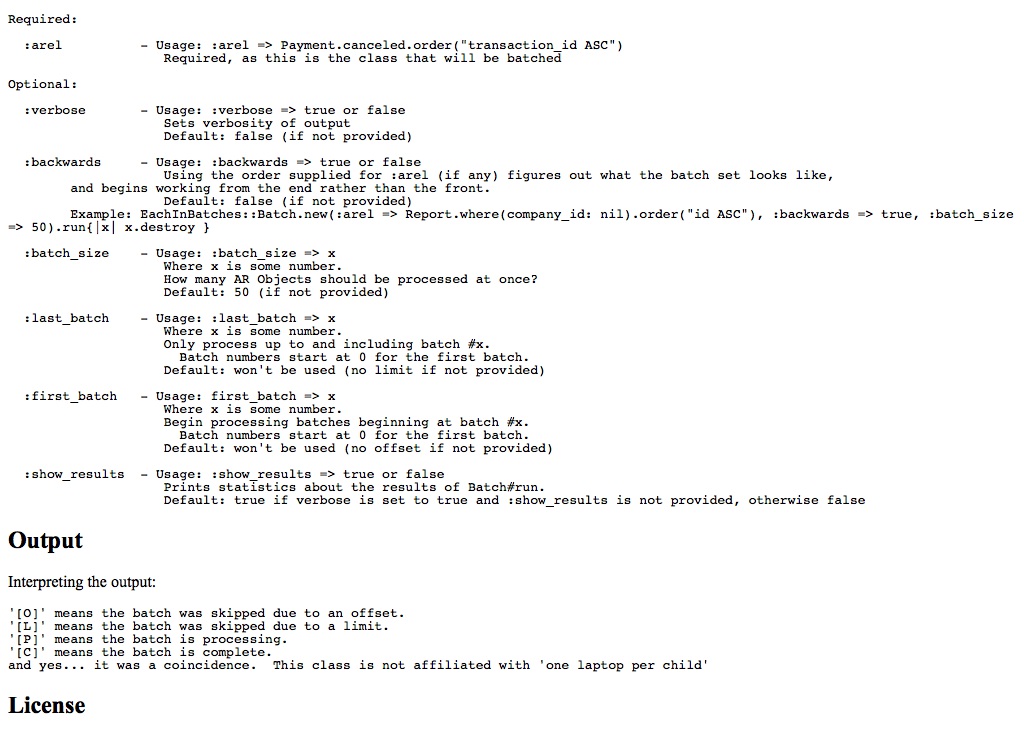 Required:
:arel - Usage: :arel => Payment.canceled.order("transaction_id ASC")
Required, as this is the class that will be batched
Optional:
:verbose - Usage: :verbose => true or false
Sets verbosity of output
Default: false (if not provided)
:backwards - Usage: :backwards => true or false
Using the order supplied for :arel (if any) figures out what the batch set looks like,
and begins working from the end rather than the front.
Default: false (if not provided)
Example: EachInBatches::Batch.new(:arel => Report.where(company_id: nil).order("id ASC"), :backwards => true, :batch_size
=> 50).run{|x| x.destroy }
:batch_size - Usage: :batch_size => x
Where x is some number.
How many AR Objects should be processed at once?
Default: 50 (if not provided)
:last_batch - Usage: :last_batch => x
Where x is some number.
Only process up to and including batch #x.
Batch numbers start at 0 for the first batch.
Default: won't be used (no limit if not provided)
:first_batch - Usage: first_batch => x
Where x is some number.
Begin processing batches beginning at batch #x.
Batch numbers start at 0 for the first batch.
Default: won't be used (no offset if not provided)
:show_results - Usage: :show_results => true or false
Prints statistics about the results of Batch#run.
Default: true if verbose is set to true and :show_results is not provided, otherwise false
Output
Interpreting the output:
'[O]' means the batch was skipped due to an offset.
'[L]' means the batch was skipped due to a limit.
'[P]' means the batch is processing.
'[C]' means the batch is complete.
and yes... it was a coincidence.  This class is not affiliated with 'one laptop per child'
License